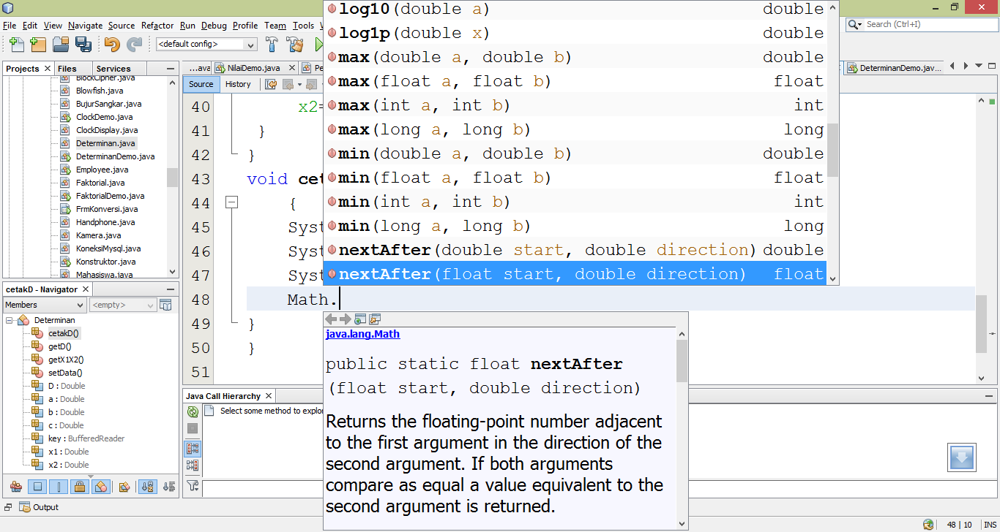 File Edit View Navigate Source Refactor Run Debug Profile Team Tools
Search (Ctrl+I)
<default config>
Projects Files Services
BlockCipher.java
Blowfish.java
BujurSangkar.java
ClockDemo.java
ClockDisplay.java
Determinan.java
DeterminanDemo.java
Employee.java
Faktorial.java
FaktorialDemo.java
FrmKonversi.java
Handphone.java
Kamera.java
KoneksiMysql.java
Konstruktor.java
Mahasiswa.java
cetakD - Navigator
Members <empty>
Determinan
cetakD()
getD()
getX1X2()
setData()
D : Double
a : Double
b : Double
c : Double
key : BufferedReader
x1 : Double
x2 : Double
Output
...ava NilaiDemo.java Pe
DeterminanDemo.jav...
Source History
40 x2=
41 }
42 }
43 void cet
44 {
45 Syst
46 Syst
47 Syst
48 Math.
49 }
50 }
51
log10(double a) double
log1p(double x) double
max(double a, double b) double
max(float a, float b) float
max(int a, int b) int
max(long a, long b) long
min(double a, double b) double
min(float a, float b) float
min(int a, int b) int
min(long a, long b) long
nextAfter(double start, double direction) double
nextAfter(float start, double direction) float
java.lang.Math
public static float nextAfter
(float start, double direction)
Returns the floating-point number adjacent
to the first argument in the direction of the
second argument. If both arguments
compare as equal a value equivalent to the
second argument is returned.
Java Call Hierarchy
Select some method to explor
48 | 10 INS